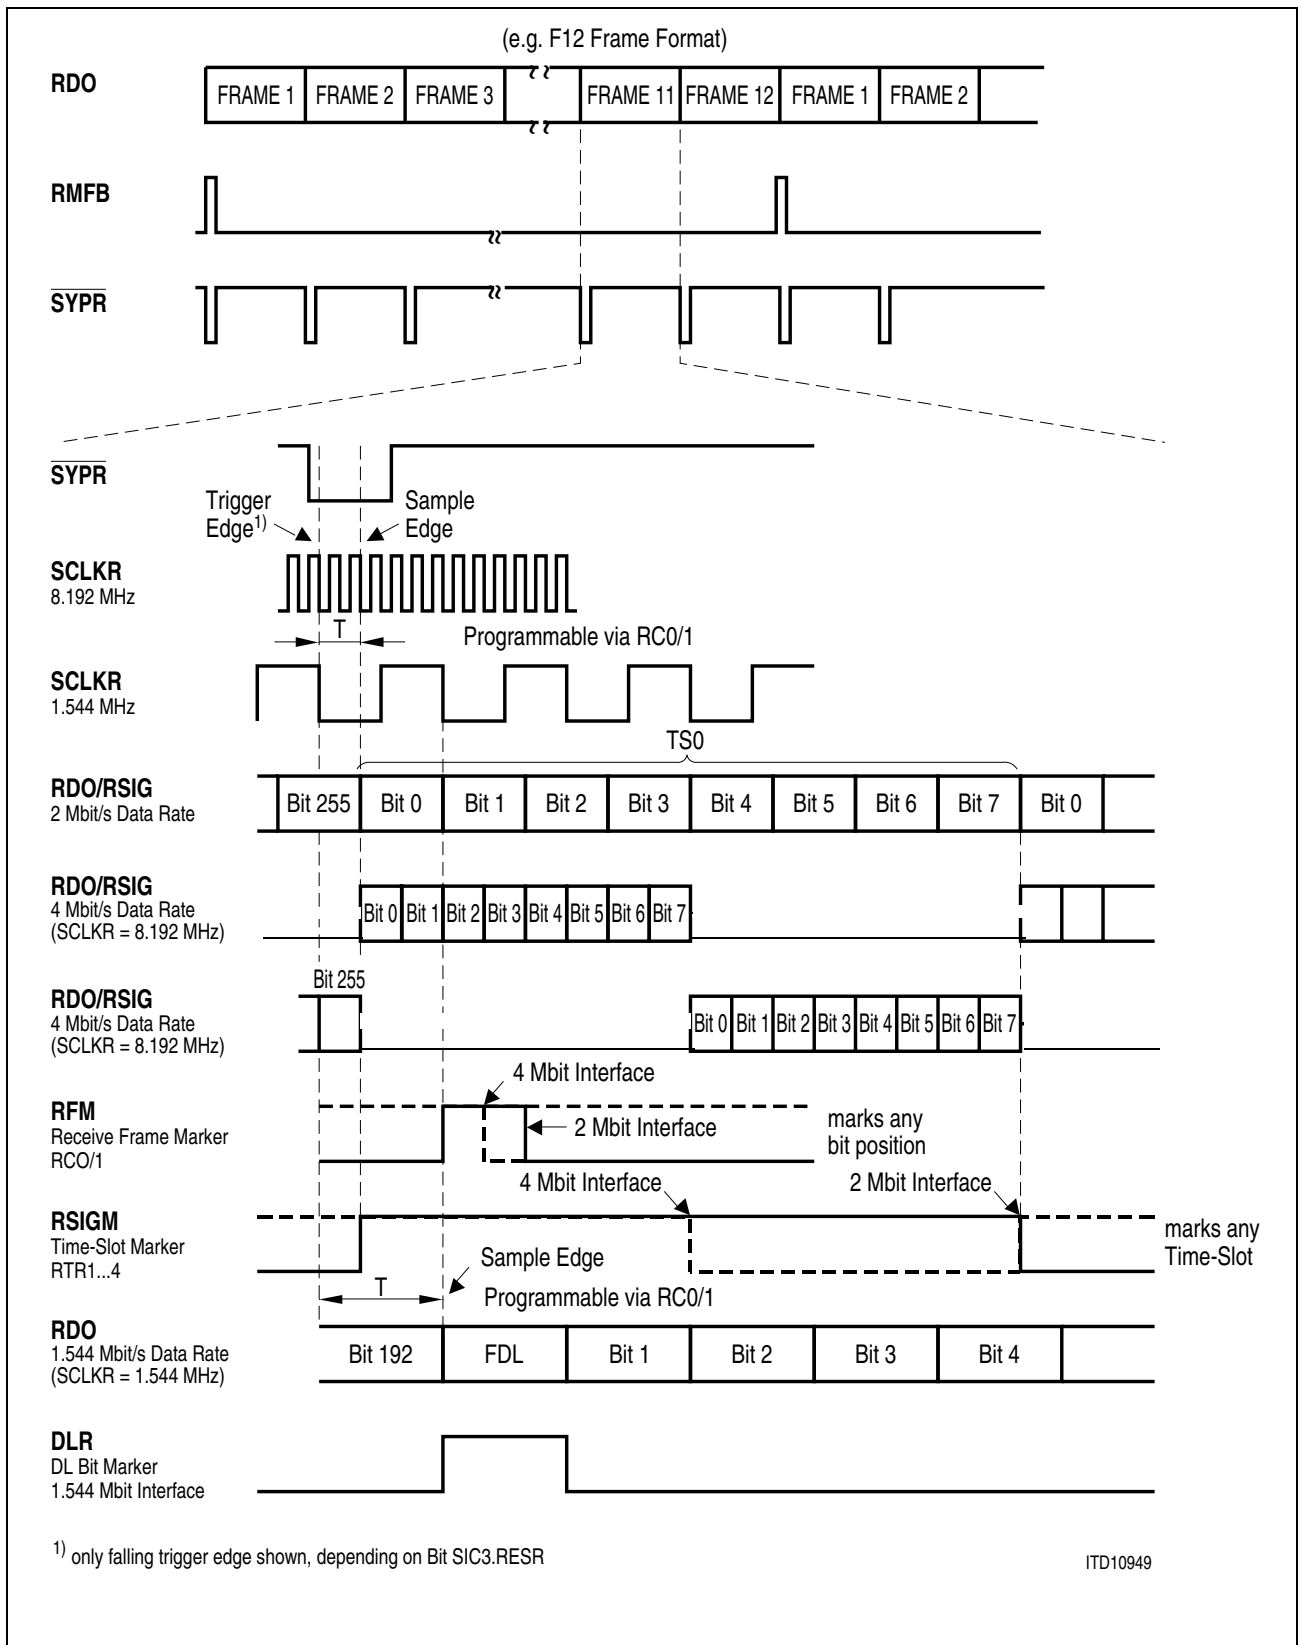 (e.g. F12 Frame Format)
RDO
FRAME 1 FRAME 2 FRAME 3 FRAME 11 FRAME 12 FRAME 1 FRAME 2
RMFB
SYPR
SYPR
Trigger
Edge1)
Sample
Edge
SCLKR
8.192 MHz
T
Programmable via RC0/1
SCLKR
1.544 MHz
TS0
RDO/RSIG
2 Mbit/s Data Rate
Bit 255 Bit 0 Bit 1 Bit 2 Bit 3 Bit 4 Bit 5 Bit 6 Bit 7 Bit 0
RDO/RSIG
4 Mbit/s Data Rate
(SCLKR = 8.192 MHz)
Bit 0 Bit 1 Bit 2 Bit 3 Bit 4 Bit 5 Bit 6 Bit 7
Bit 255
RDO/RSIG
4 Mbit/s Data Rate
(SCLKR = 8.192 MHz)
Bit 0 Bit 1 Bit 2 Bit 3 Bit 4 Bit 5 Bit 6 Bit 7
4 Mbit Interface
RFM
Receive Frame Marker
RCO/1
2 Mbit Interface
marks any
bit position
4 Mbit Interface
2 Mbit Interface
RSIGM
Time-Slot Marker
RTR1...4
marks any
Time-Slot
Sample Edge
T
Programmable via RC0/1
RDO
1.544 Mbit/s Data Rate
(SCLKR = 1.544 MHz)
Bit 192 FDL Bit 1 Bit 2 Bit 3 Bit 4
DLR
DL Bit Marker
1.544 Mbit Interface
1) only falling trigger edge shown, depending on Bit SIC3.RESR
ITD10949